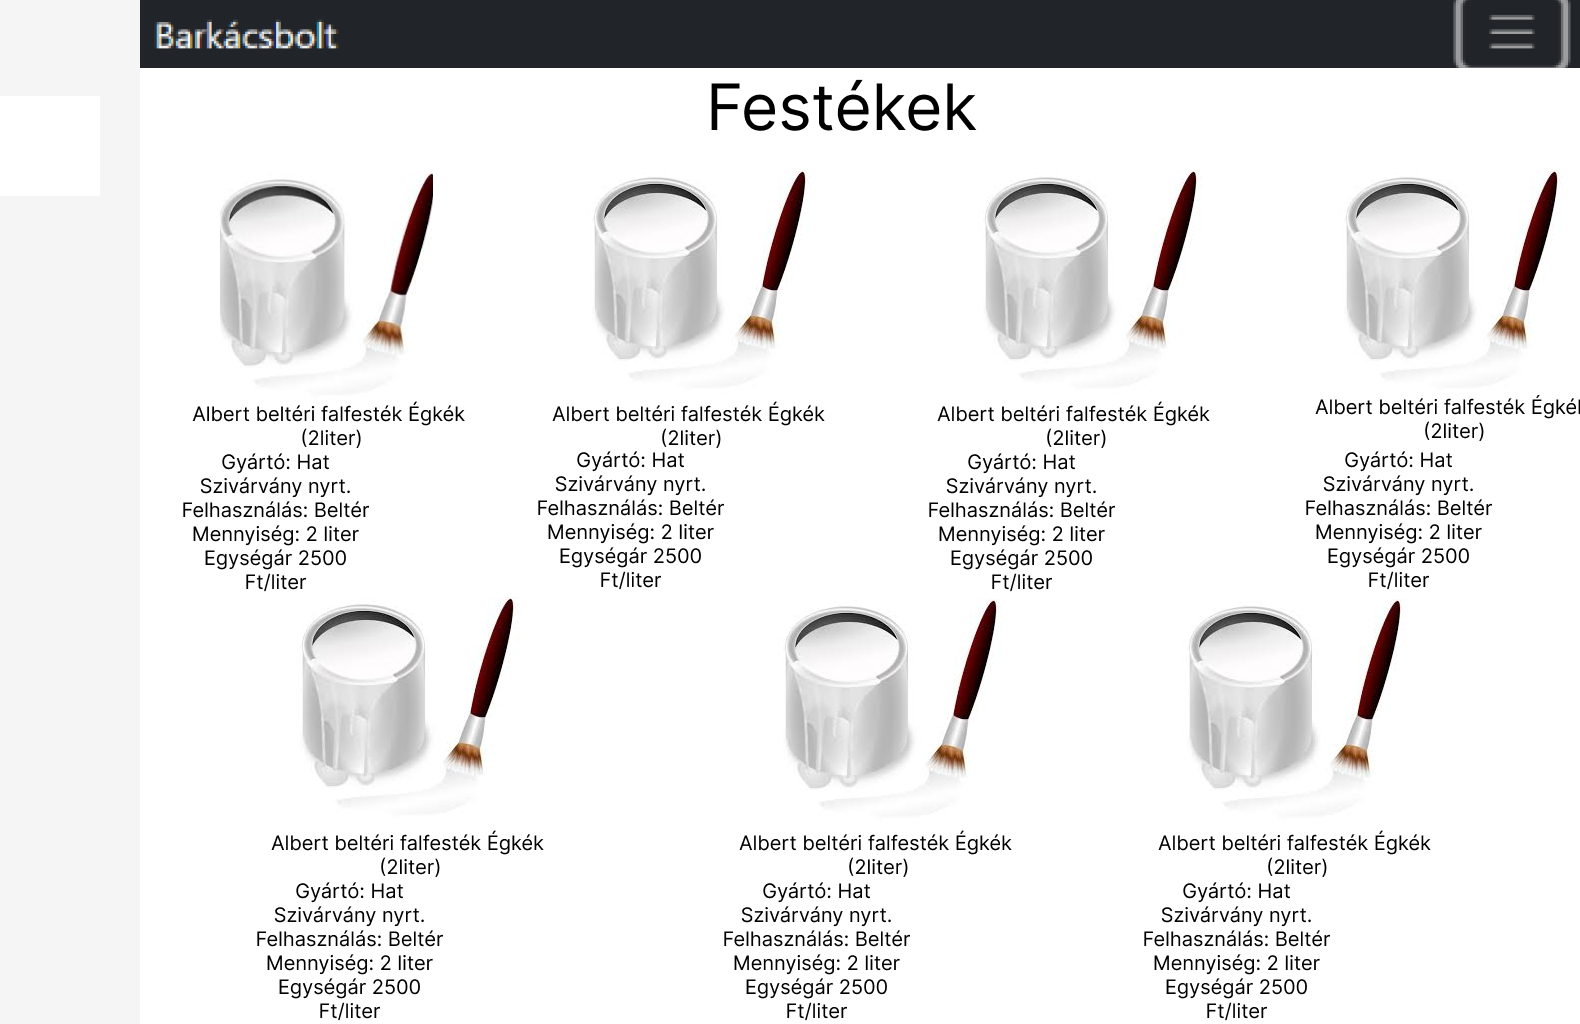 Barkácsbolt
Festékek
Albert beltéri falfesték Égkék
(2liter)
Gyártó: Hat
Szivárvány nyrt.
Felhasználás: Beltér
Mennyiség: 2 liter
Egységár 2500
Ft/liter
Albert beltéri falfesték Égkék
(2liter)
Gyártó: Hat
Szivárvány nyrt.
Felhasználás: Beltér
Mennyiség: 2 liter
Egységár 2500
Ft/liter
Albert beltéri falfesték Égkék
(2liter)
Gyártó: Hat
Szivárvány nyrt.
Felhasználás: Beltér
Mennyiség: 2 liter
Egységár 2500
Ft/liter
Albert beltéri falfesték Égkék
(2liter)
Gyártó: Hat
Szivárvány nyrt.
Felhasználás: Beltér
Mennyiség: 2 liter
Egységár 2500
Ft/liter
Albert beltéri falfesték Égkék
(2liter)
Gyártó: Hat
Szivárvány nyrt.
Felhasználás: Beltér
Mennyiség: 2 liter
Egységár 2500
Ft/liter
Albert beltéri falfesték Égkék
(2liter)
Gyártó: Hat
Szivárvány nyrt.
Felhasználás: Beltér
Mennyiség: 2 liter
Egységár 2500
Ft/liter
Albert beltéri falfesték Égkék
(2liter)
Gyártó: Hat
Szivárvány nyrt.
Felhasználás: Beltér
Mennyiség: 2 liter
Egységár 2500
Ft/liter